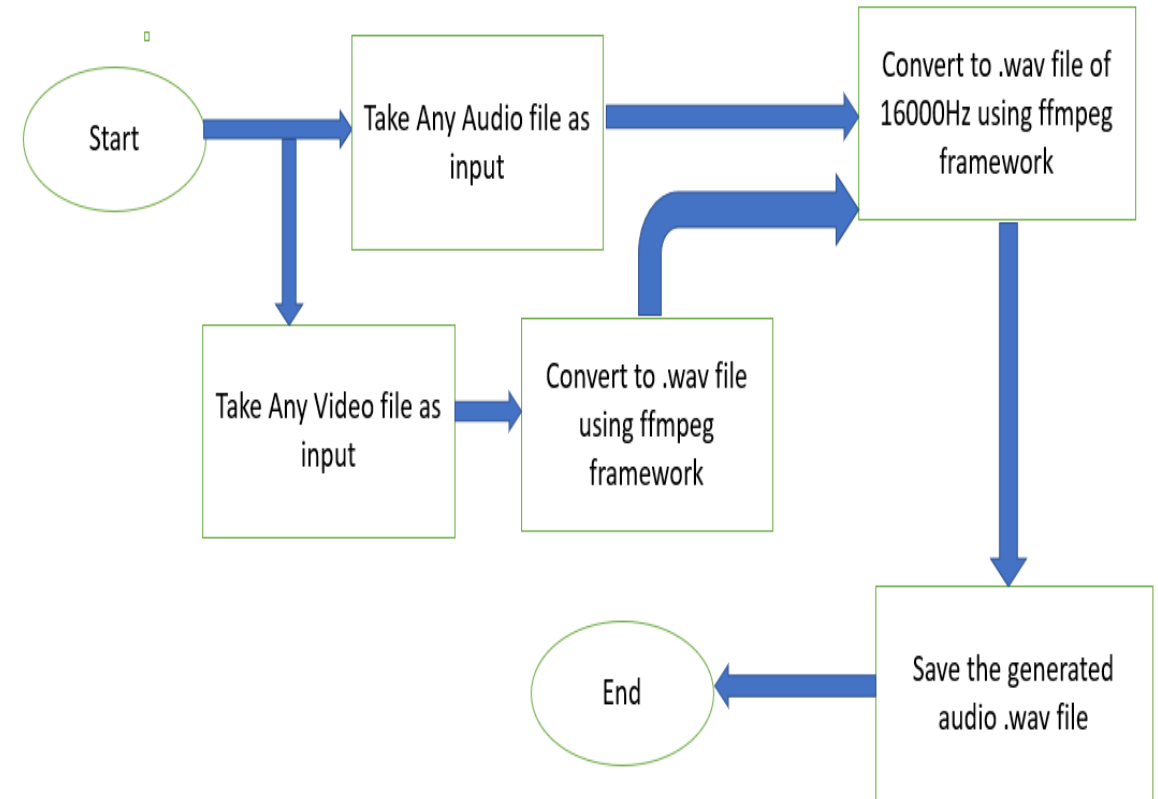 Start
Take Any Audio file as
input
Convert to .wav file of
16000Hz using ffmpeg
framework
Take Any Video file as
input
Convert to .wav file
using ffmpeg
framework
Save the generated
audio .wav file
End